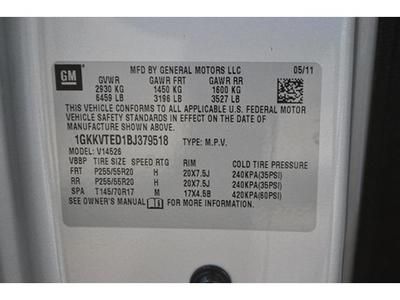 GM
MFD BY GENERAL MOTORS LLC 05/11
GVWR GAWR FRT GAWR RR
2930 KG 1450 KG 1600 KG
6459 LB 3196 LB 3527 LB
THIS VEHICLE CONFORMS TO ALL APPLICABLE U.S. FEDERAL MOTOR
VEHICLE SAFETY, BUMPER, AND THEFT PREVENTION
STANDARDS IN EFFECT ON THE DATE OF
MANUFACTURE SHOWN ABOVE.
1GKKVTED1BJ379518 TYPE: M.P.V.
MODEL: V14526
VBBP TIRE SIZE SPEED RTG RIM COLD TIRE PRESSURE
FRT P255/55R20 H 20X7.5J 240KPA(35PSI)
RR P255/55R20 H 20X7.5J 240KPA(35PSI)
SPA T145/70R17 M 17X4.5B 420KPA(60PSI)
SEE OWNER'S MANUAL FOR MORE INFORMATION.